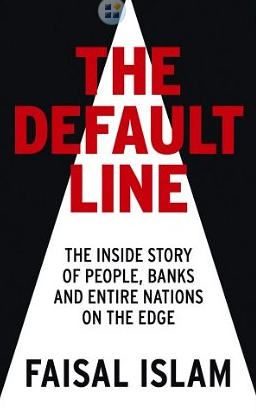 THE
DEFAULT
LINE
THE INSIDE STORY
OF PEOPLE, BANKS
AND ENTIRE NATIONS
ON THE EDGE
FAISAL ISLAM